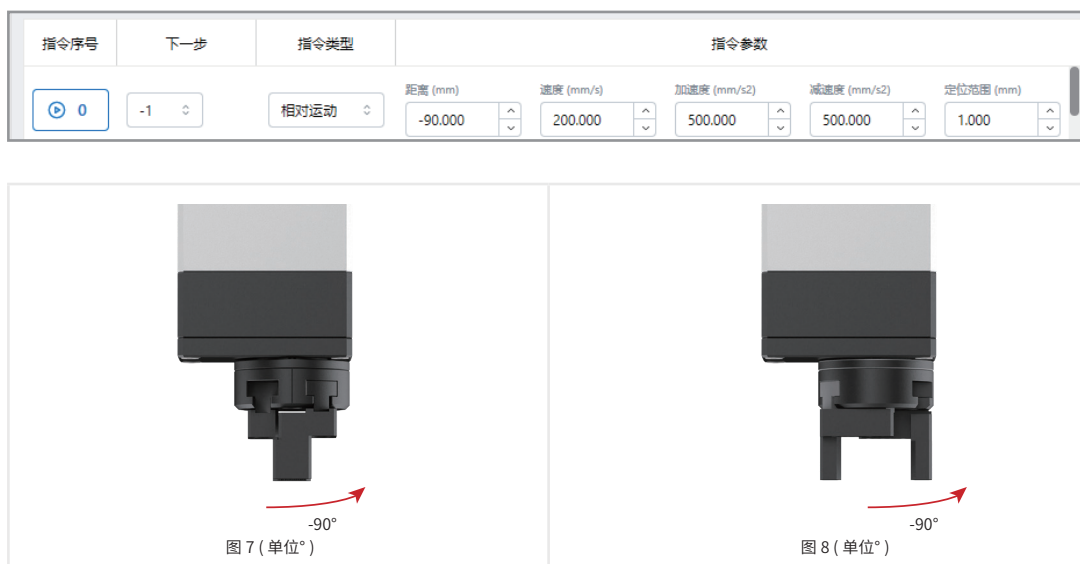 指令序号 下一步 指令类型 指令参数
距离 (mm) 速度 (mm/s) 加速度 (mm/s2) 减速度 (mm/s2) 定位范围 (mm)
0 -1 相对运动 -90.000 200.000 500.000 500.000 1.000
-90° -90°
图 7 ( 单位° ) 图 8 ( 单位° )